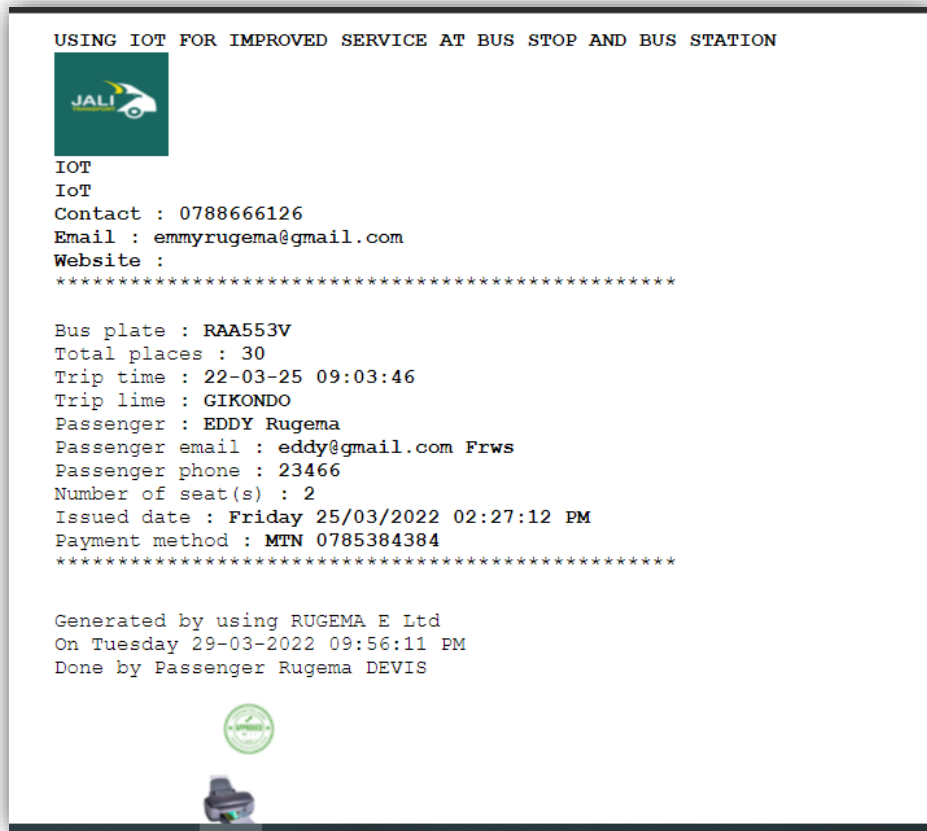 USING IOT FOR IMPROVED SERVICE AT BUS STOP AND BUS STATION
JALI
TRANSPORT
IOT
IoT
Contact : 0788666126
Email : emmyrugema@gmail.com
Website :
**************************************************
Bus plate : RAA553V
Total places : 30
Trip time : 22-03-25 09:03:46
Trip lime : GIKONDO
Passenger : EDDY Rugema
Passenger email : eddy@gmail.com Frws
Passenger phone : 23466
Number of seat(s) : 2
Issued date : Friday 25/03/2022 02:27:12 PM
Payment method : MTN 0785384384
**************************************************
Generated by using RUGEMA E Ltd
On Tuesday 29-03-2022 09:56:11 PM
Done by Passenger Rugema DEVIS
APPROVED